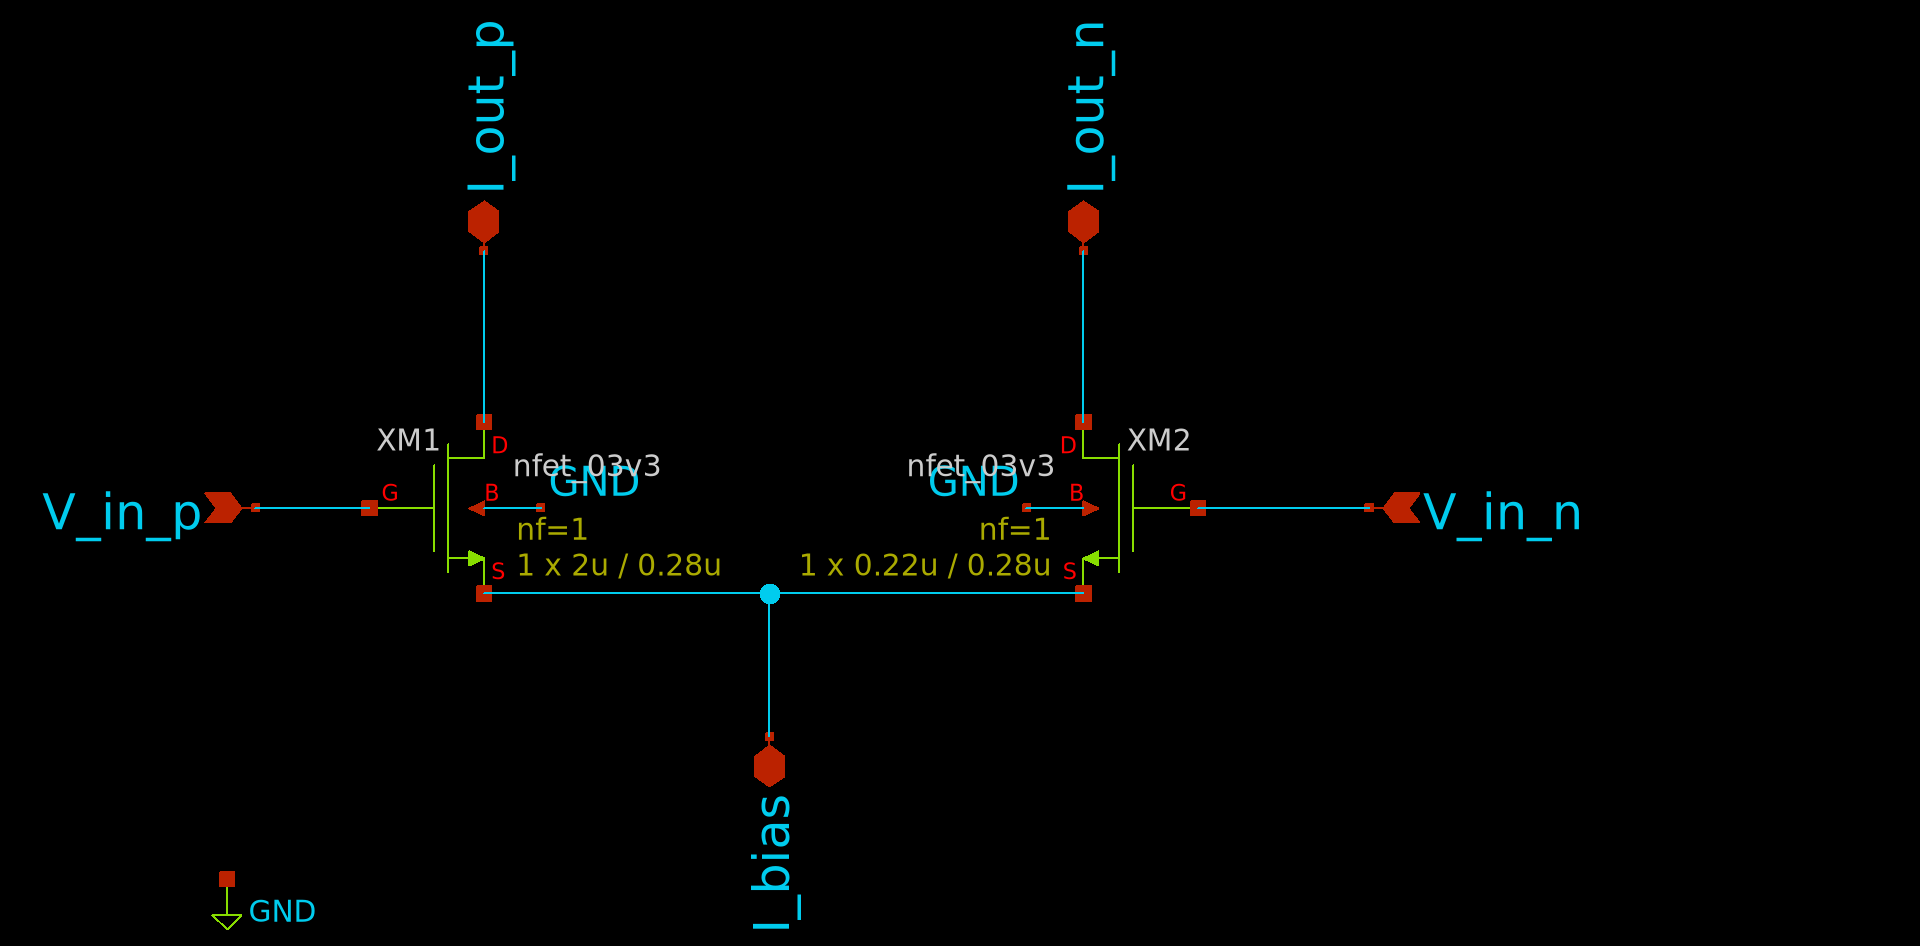 I_out_p
I_out_n
XM1
D
nfet_03v3
GND
G
B
V_in_p
nf=1
1 x 2u / 0.28u
S
XM2
D
nfet_03v3
GND
B
G
V_in_n
nf=1
1 x 0.22u / 0.28u
S
I_bias
GND